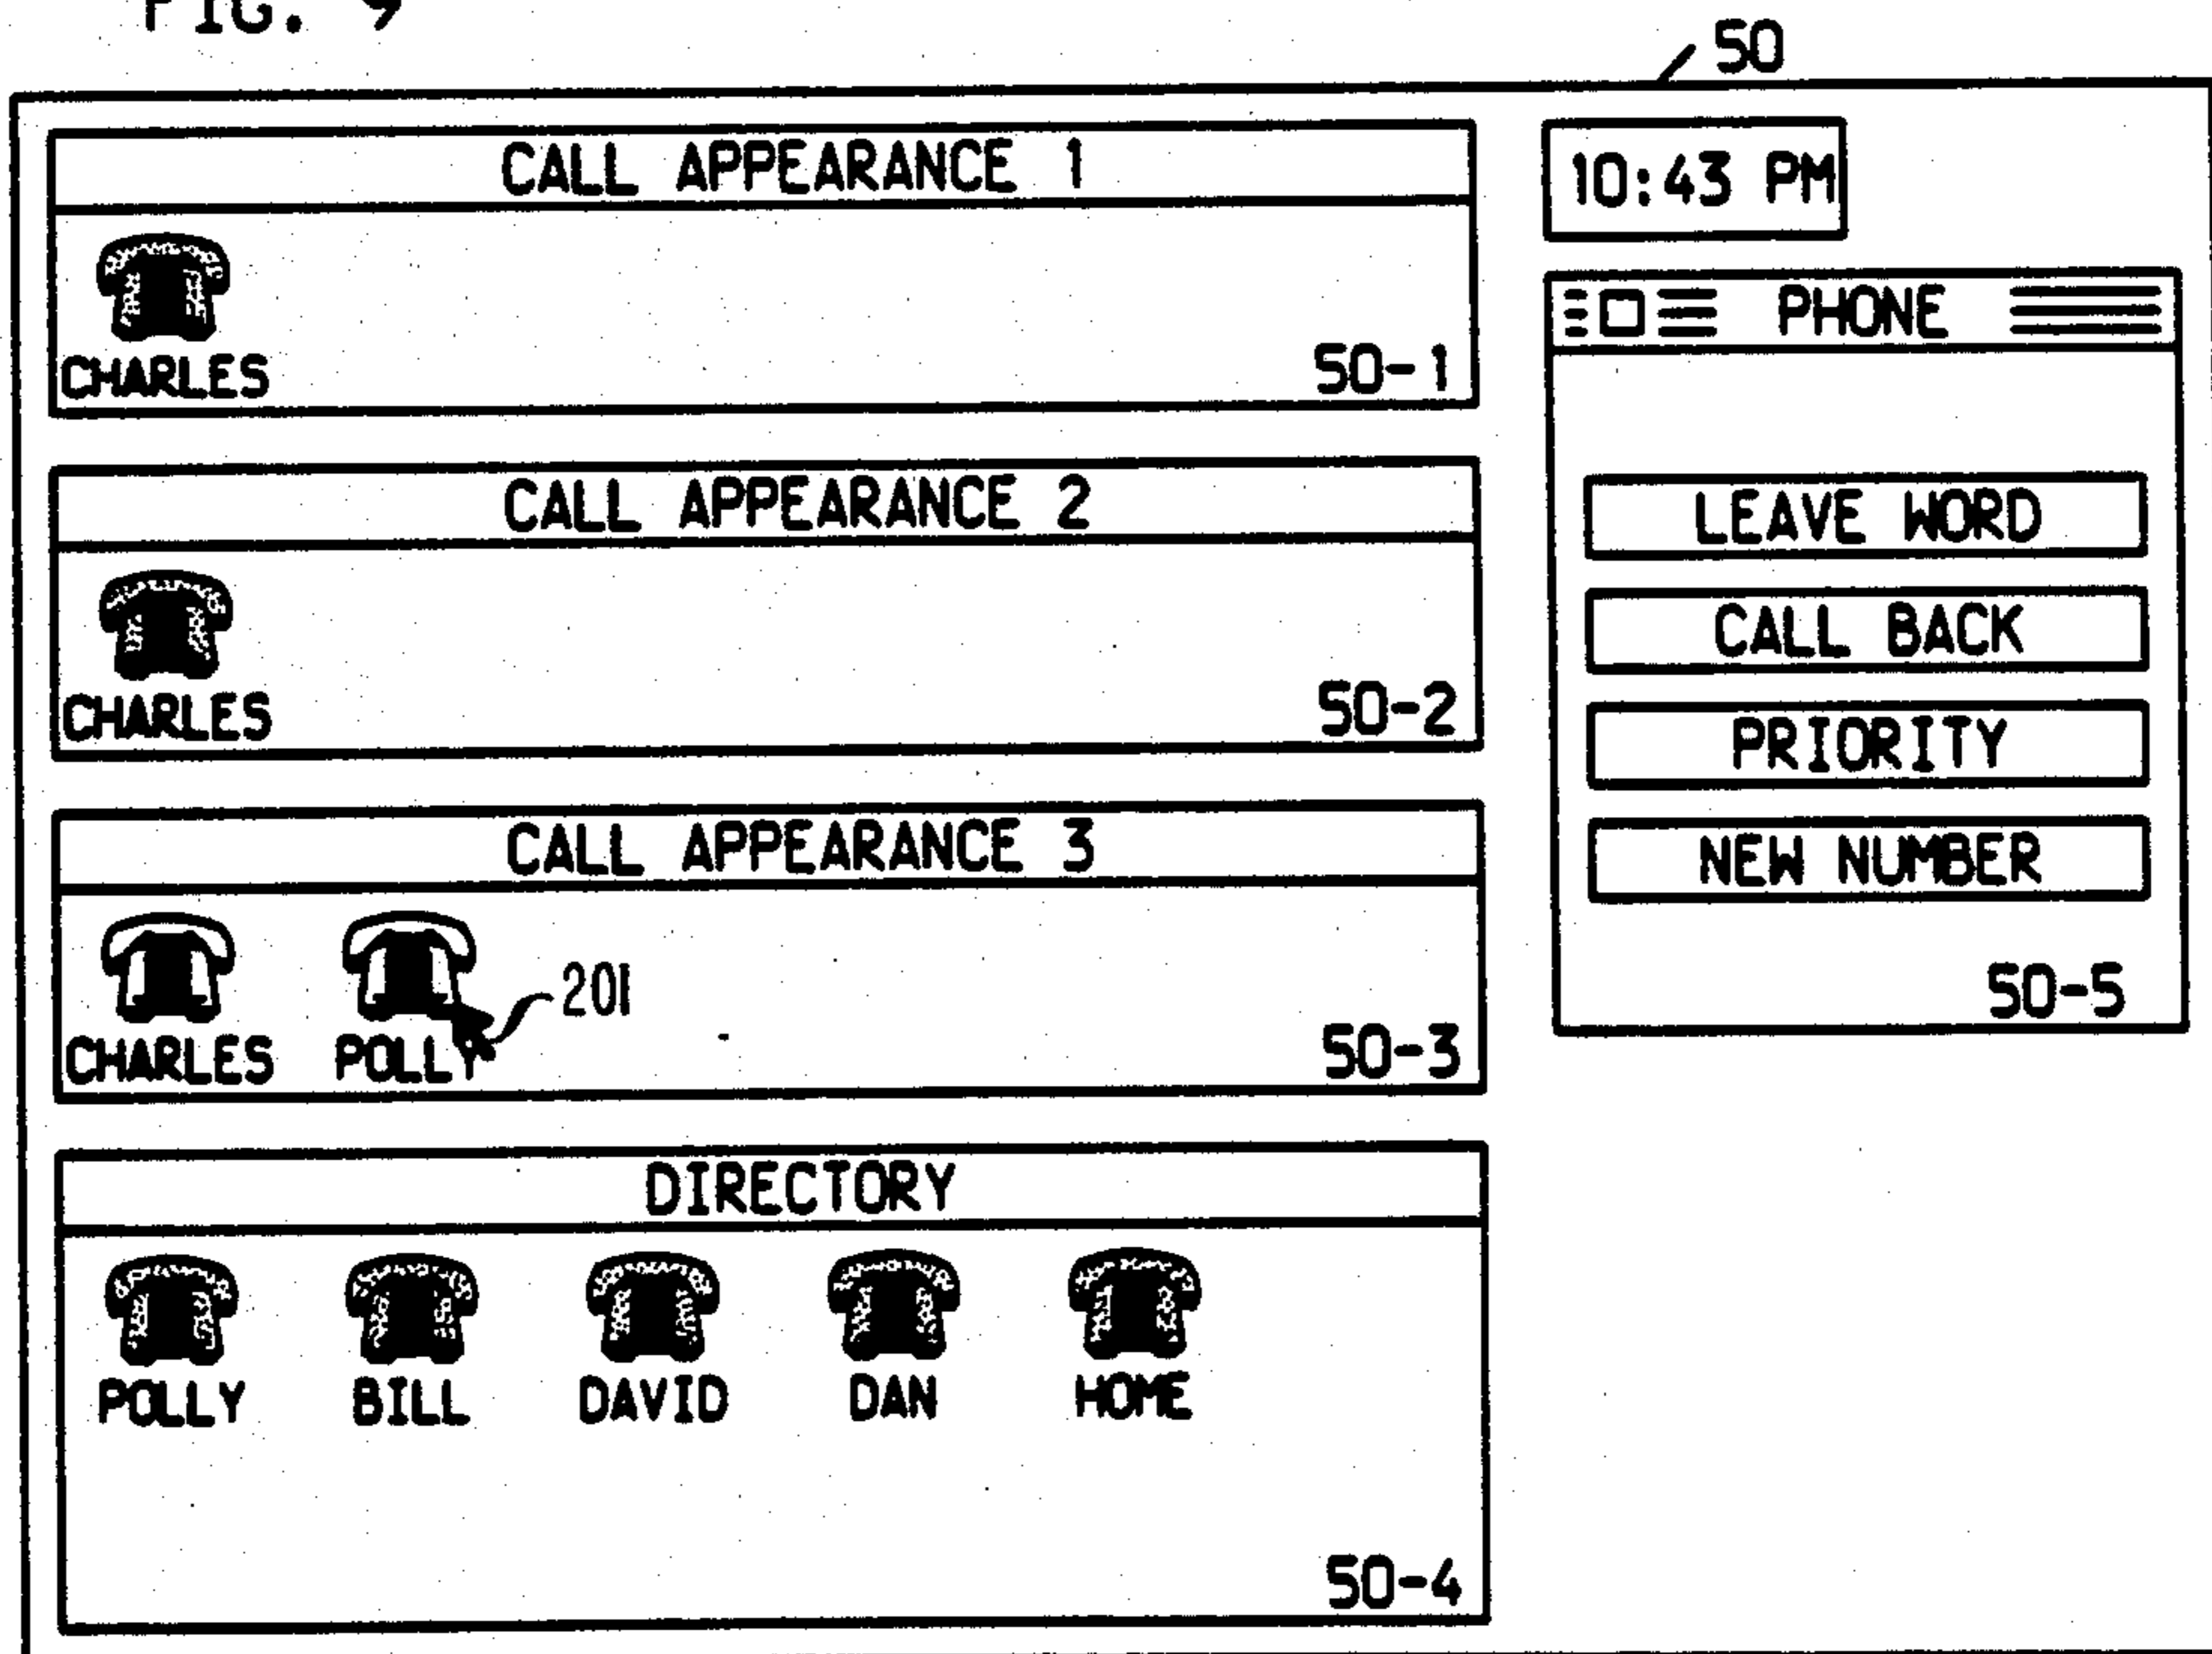 FIG. 9
50
CALL APPEARANCE 1
CHARLES
50-1
CALL APPEARANCE 2
CHARLES
50-2
CALL APPEARANCE 3
201
CHARLES POLLY
50-3
DIRECTORY
POLLY BILL DAVID DAN HOME
50-4
10:43 PM
PHONE
LEAVE WORD
CALL BACK
PRIORITY
NEW NUMBER
50-5